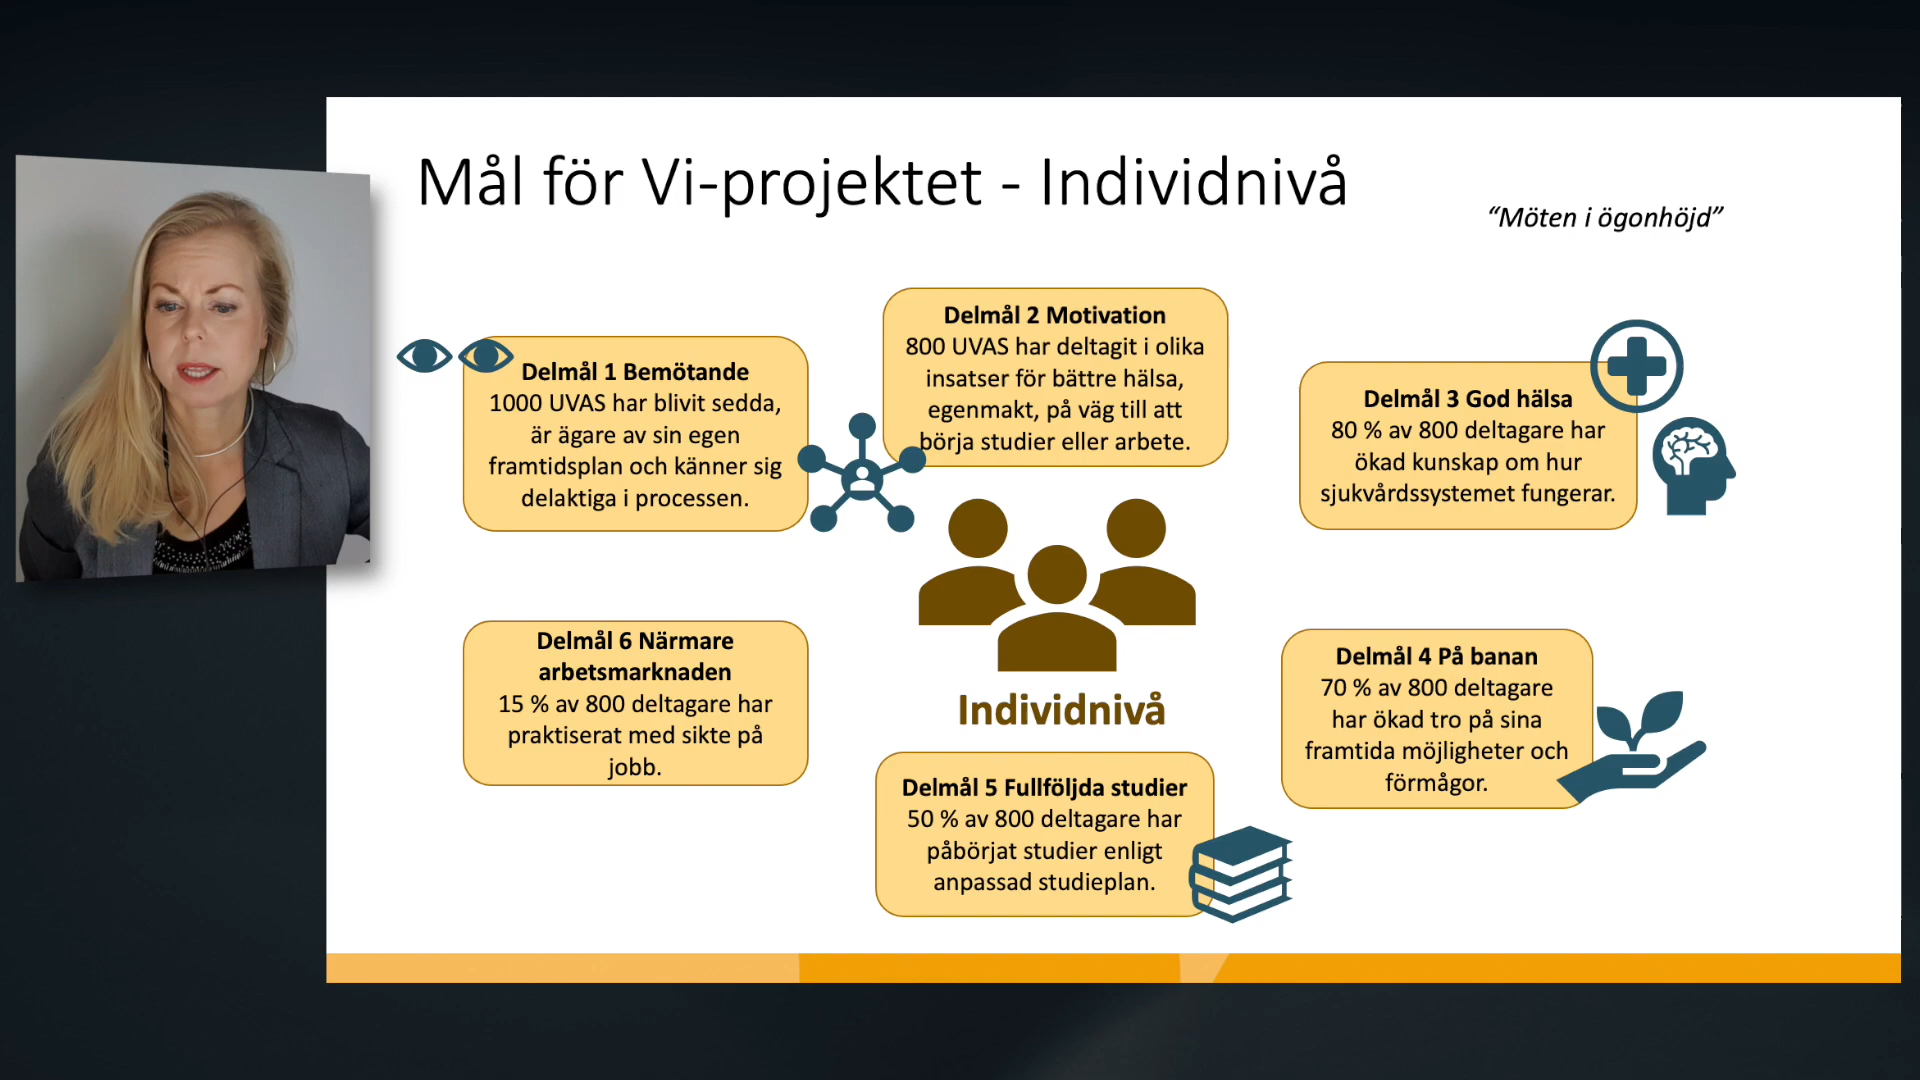 Mål för Vi-projektet - Individnivå
“Möten i ögonhöjd”
Delmål 1 Bemötande
1000 UVAS har blivit sedda,
är ägare av sin egen
framtidsplan och känner sig
delaktiga i processen.
Delmål 2 Motivation
800 UVAS har deltagit i olika
insatser för bättre hälsa,
egenmakt, på väg till att
börja studier eller arbete.
Delmål 3 God hälsa
80 % av 800 deltagare har
ökad kunskap om hur
sjukvårdssystemet fungerar.
Delmål 6 Närmare
arbetsmarknaden
15 % av 800 deltagare har
praktiserat med sikte på
jobb.
Individnivå
Delmål 5 Fullföljda studier
50 % av 800 deltagare har
påbörjat studier enligt
anpassad studieplan.
Delmål 4 På banan
70 % av 800 deltagare
har ökad tro på sina
framtida möjligheter och
förmågor.